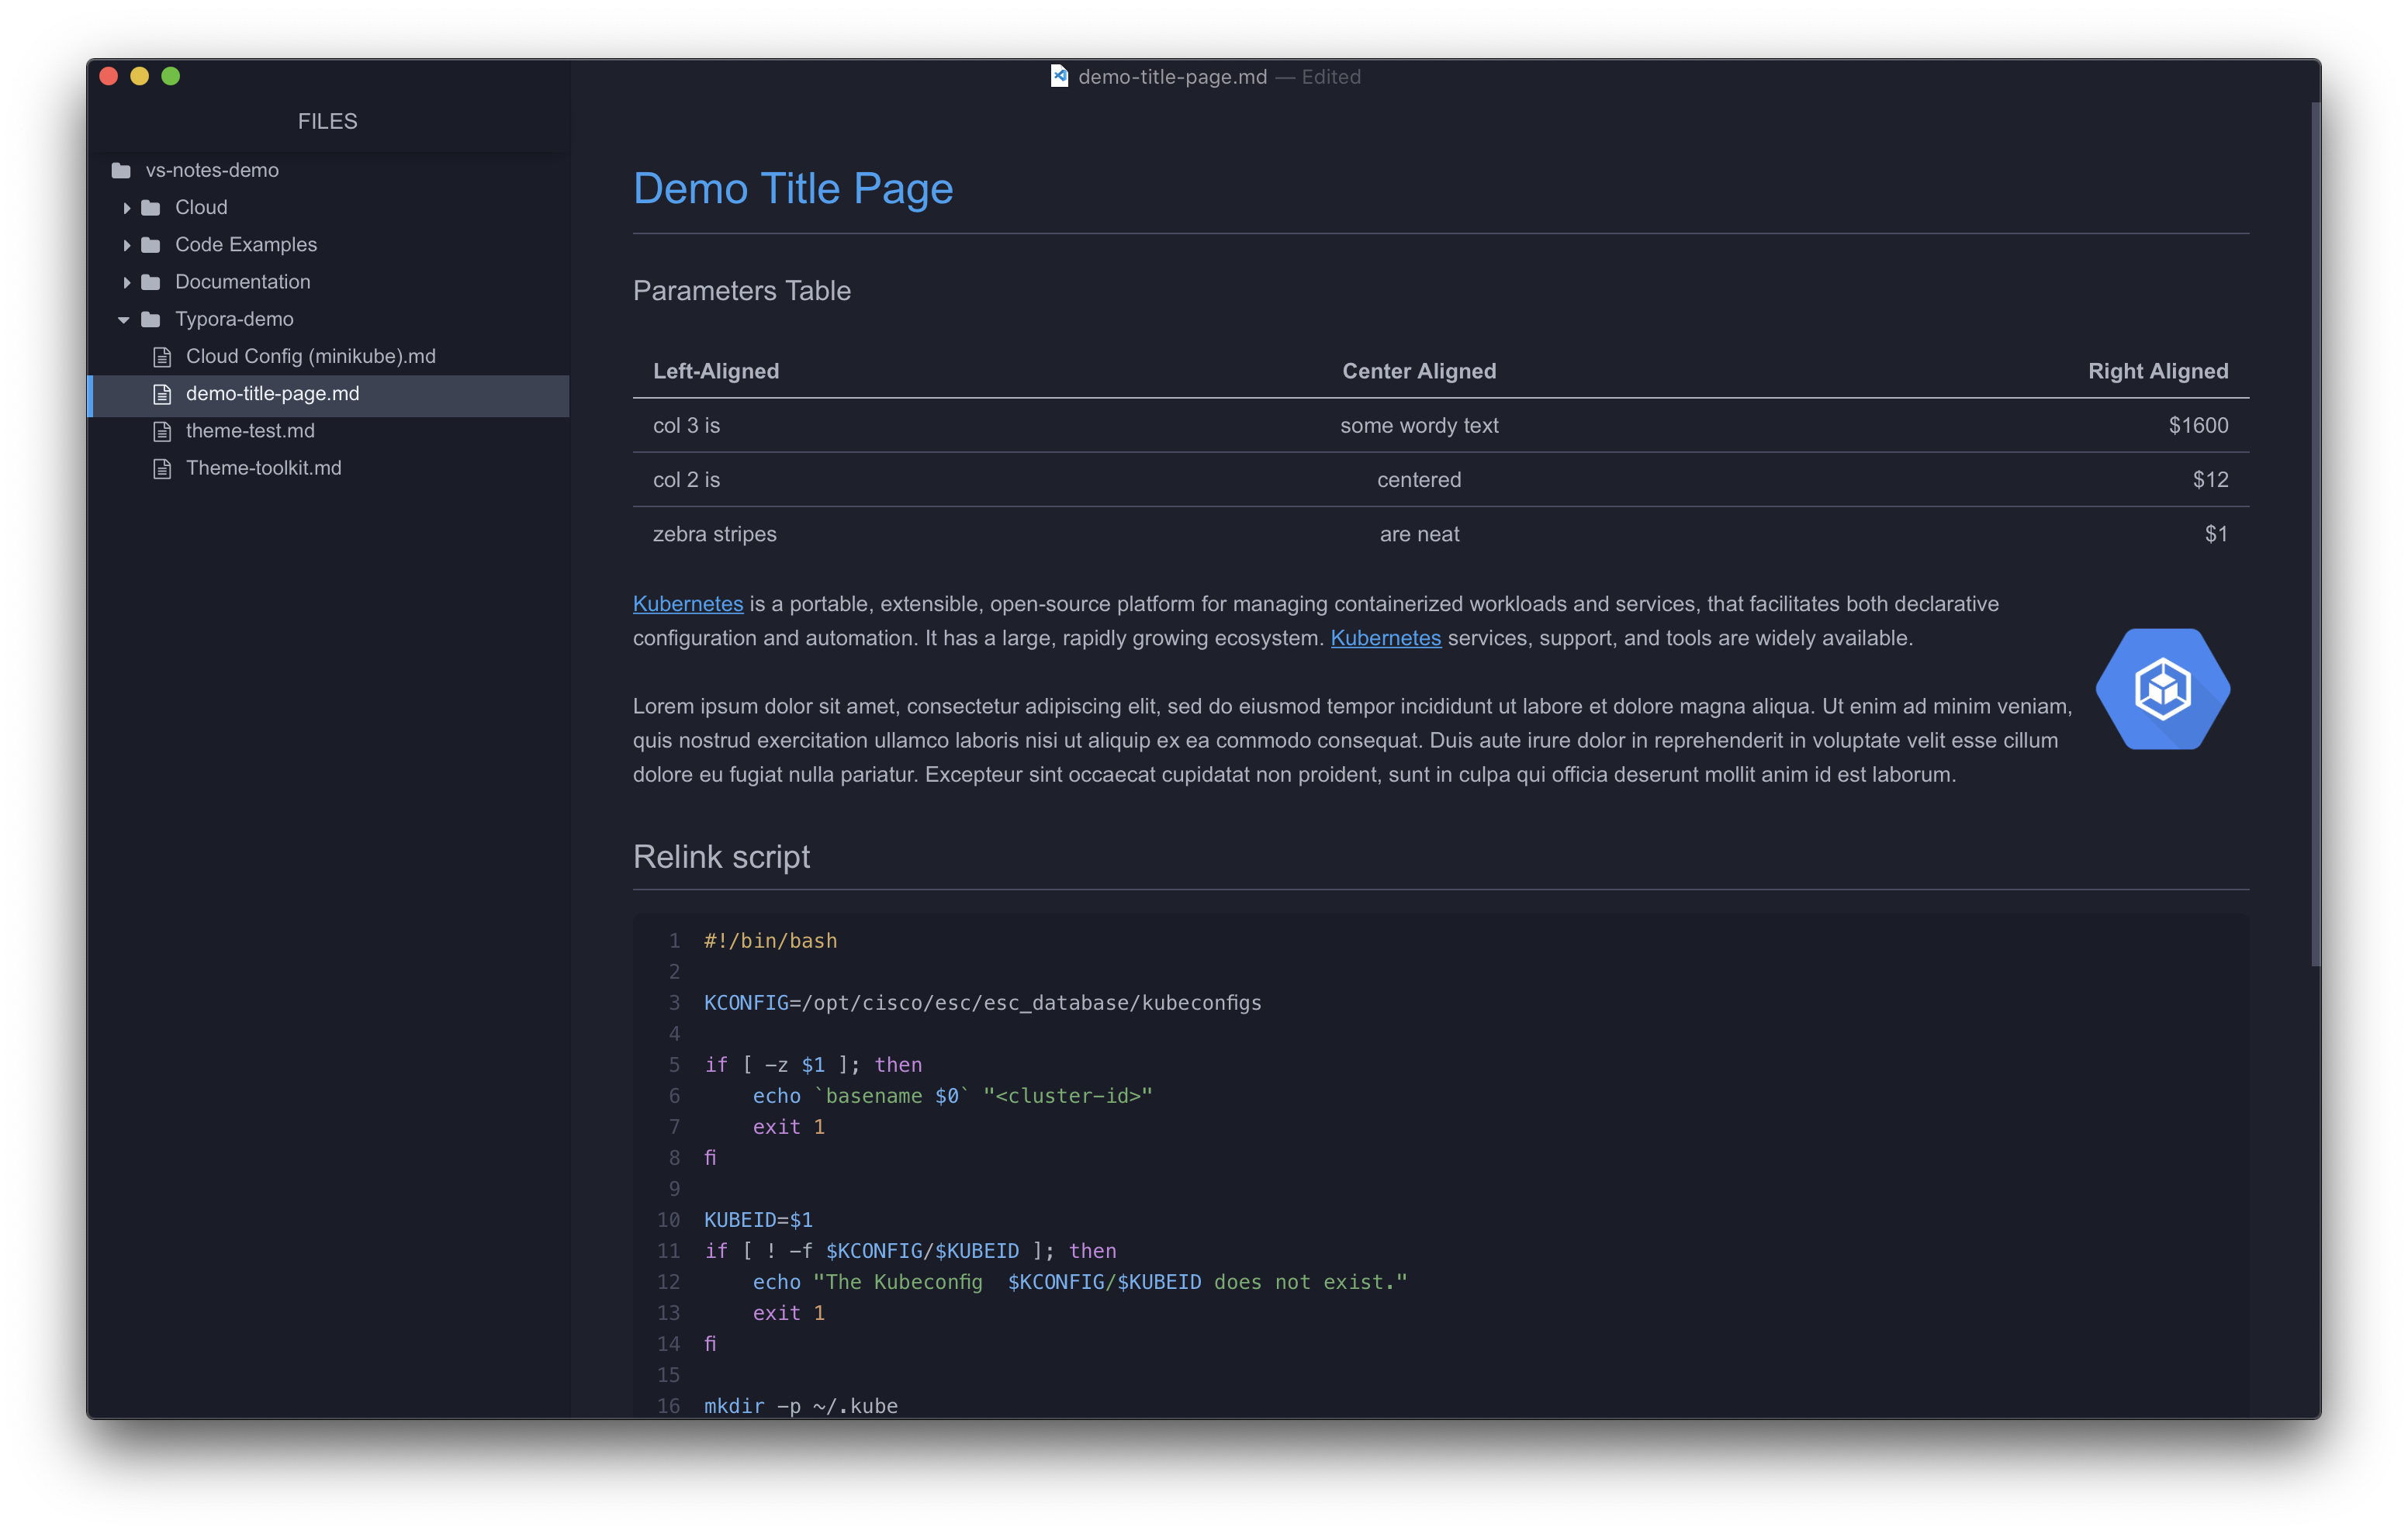 demo-title-page.md — Edited
FILES
vs-notes-demo
Cloud
Code Examples
Documentation
Typora-demo
Cloud Config (minikube).md
demo-title-page.md
theme-test.md
Theme-toolkit.md
Demo Title Page
Parameters Table
Left-Aligned Center Aligned Right Aligned
col 3 is some wordy text $1600
col 2 is centered $12
zebra stripes are neat $1
Kubernetes is a portable, extensible, open-source platform for managing containerized workloads and services, that facilitates both declarative
configuration and automation. It has a large, rapidly growing ecosystem. Kubernetes services, support, and tools are widely available.
Lorem ipsum dolor sit amet, consectetur adipiscing elit, sed do eiusmod tempor incididunt ut labore et dolore magna aliqua. Ut enim ad minim veniam,
quis nostrud exercitation ullamco laboris nisi ut aliquip ex ea commodo consequat. Duis aute irure dolor in reprehenderit in voluptate velit esse cillum
dolore eu fugiat nulla pariatur. Excepteur sint occaecat cupidatat non proident, sunt in culpa qui officia deserunt mollit anim id est laborum.
Relink script
1 #!/bin/bash
2
3 KCONFIG=/opt/cisco/esc/esc_database/kubeconfigs
4
5 if [ -z $1 ]; then
6     echo `basename $0` "<cluster-id>"
7     exit 1
8 fi
9
10 KUBEID=$1
11 if [ ! -f $KCONFIG/$KUBEID ]; then
12     echo "The Kubeconfig  $KCONFIG/$KUBEID does not exist."
13     exit 1
14 fi
15
16 mkdir -p ~/.kube